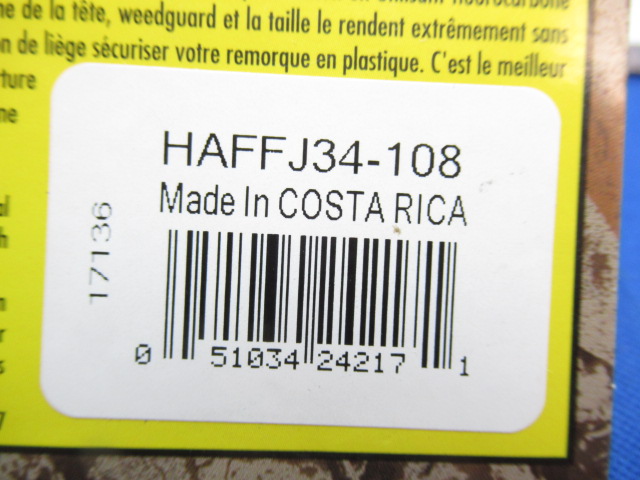 de la tête, weedguard et la taille le rendent extrêmement sans
de liège sécuriser votre remorque en plastique. C'est le meilleur
HAFFJ34-108
Made In COSTA RICA
17136
0 51034 24217 1